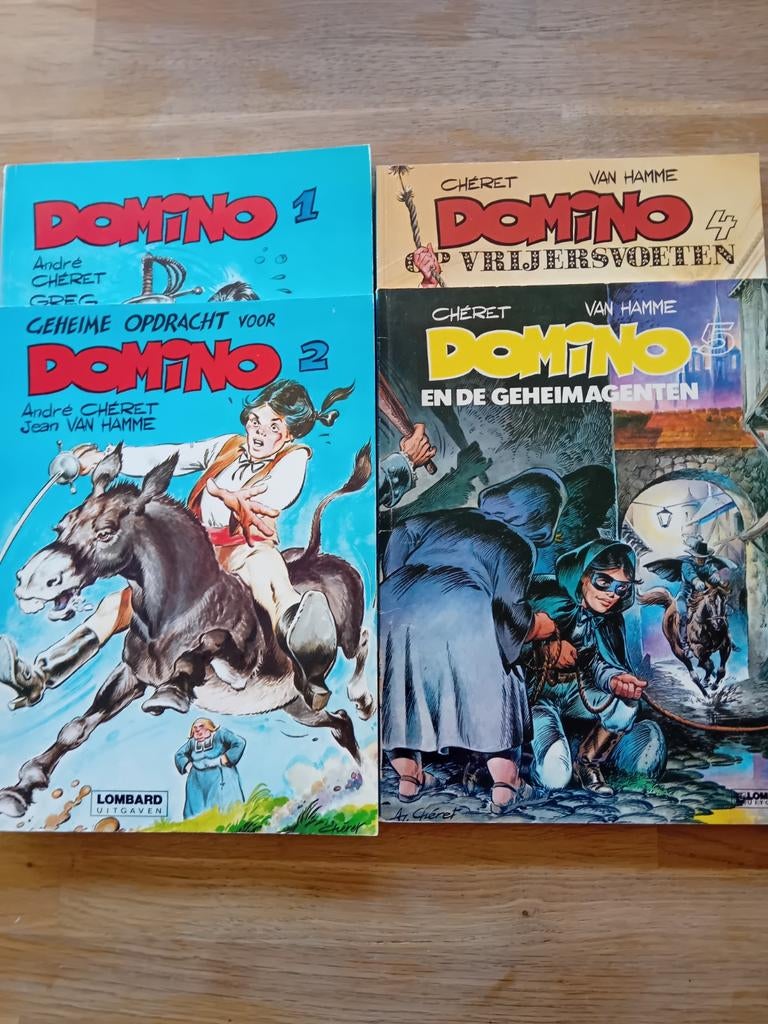 DOMINO 1
André
CHÉRET
GREG
GEHEIME OPDRACHT VOOR
DOMINO 2
André CHÉRET
Jean VAN HAMME
LOMBARD
UITGAVEN
Chéret
CHÉRET VAN HAMME
DOMINO 4
OP VRIJERSVOETEN
CHÉRET VAN HAMME
DOMINO 5
EN DE GEHEIMAGENTEN
A. Chéret